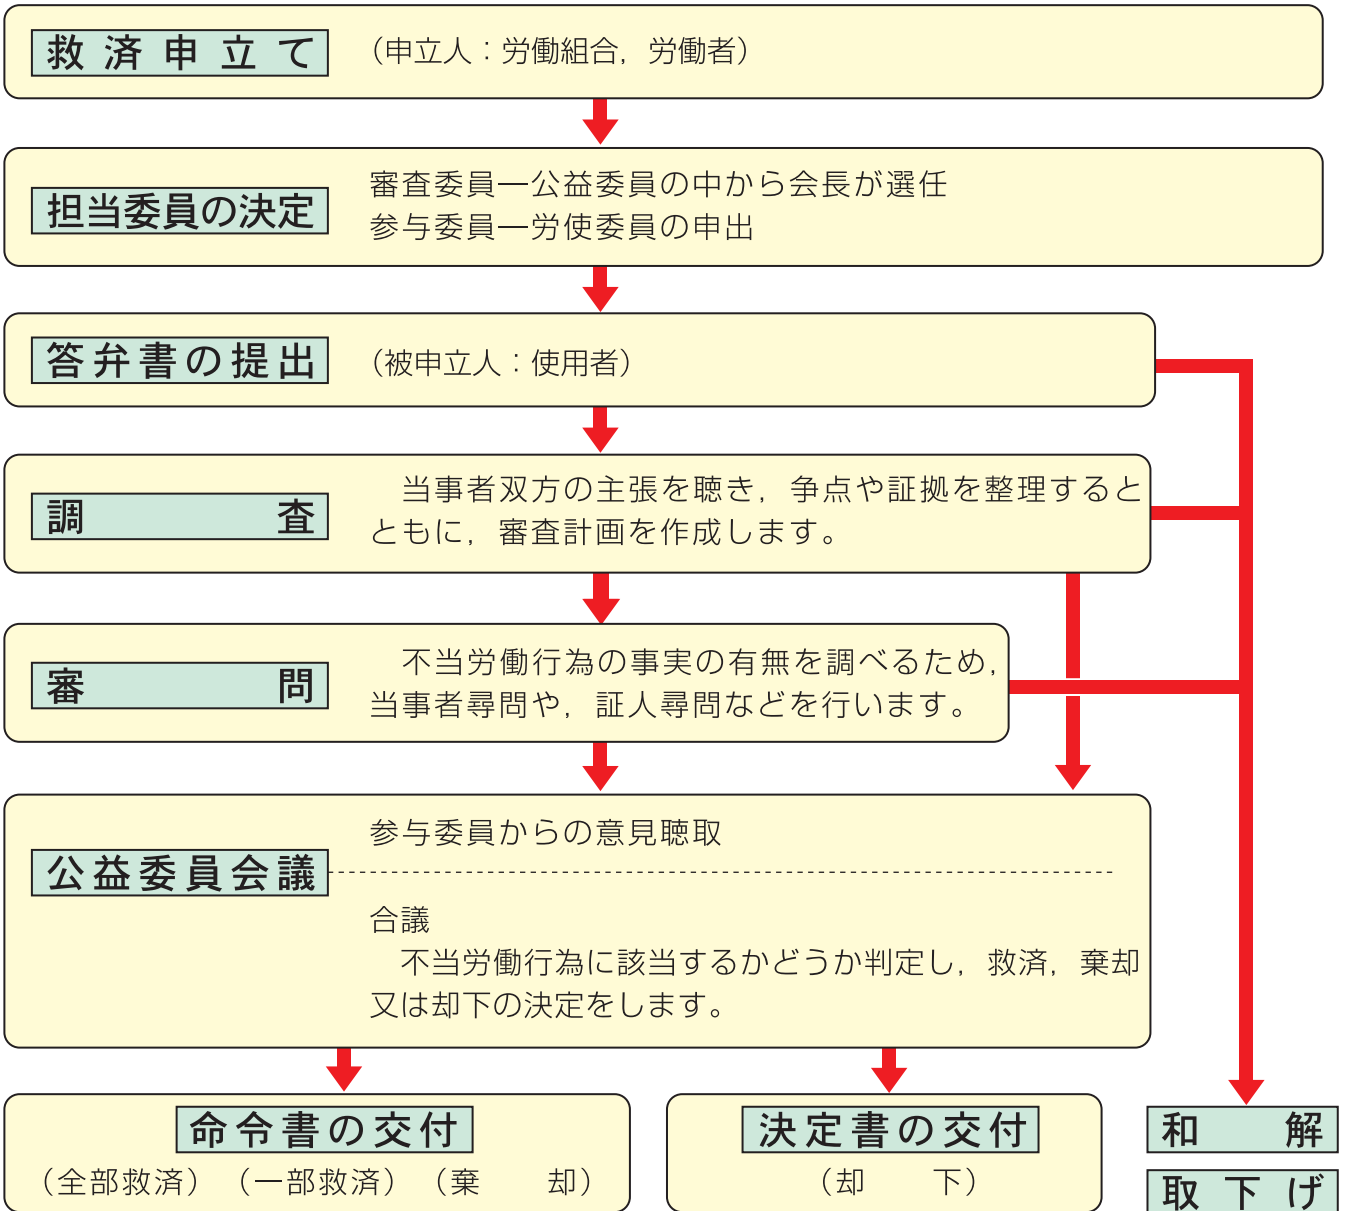 救済申立て （申立人：労働組合，労働者）
担当委員の決定
審査委員―公益委員の中から会長が選任
参与委員―労使委員の申出
答弁書の提出 （被申立人：使用者）
調査
当事者双方の主張を聴き，争点や証拠を整理すると
ともに，審査計画を作成します。
審問
不当労働行為の事実の有無を調べるため，
当事者尋問や，証人尋問などを行います。
公益委員会議
参与委員からの意見聴取
合議
不当労働行為に該当するかどうか判定し，救済，棄却
又は却下の決定をします。
命令書の交付
（全部救済）（一部救済）（棄却）
決定書の交付
（却下）
和解
取下げ